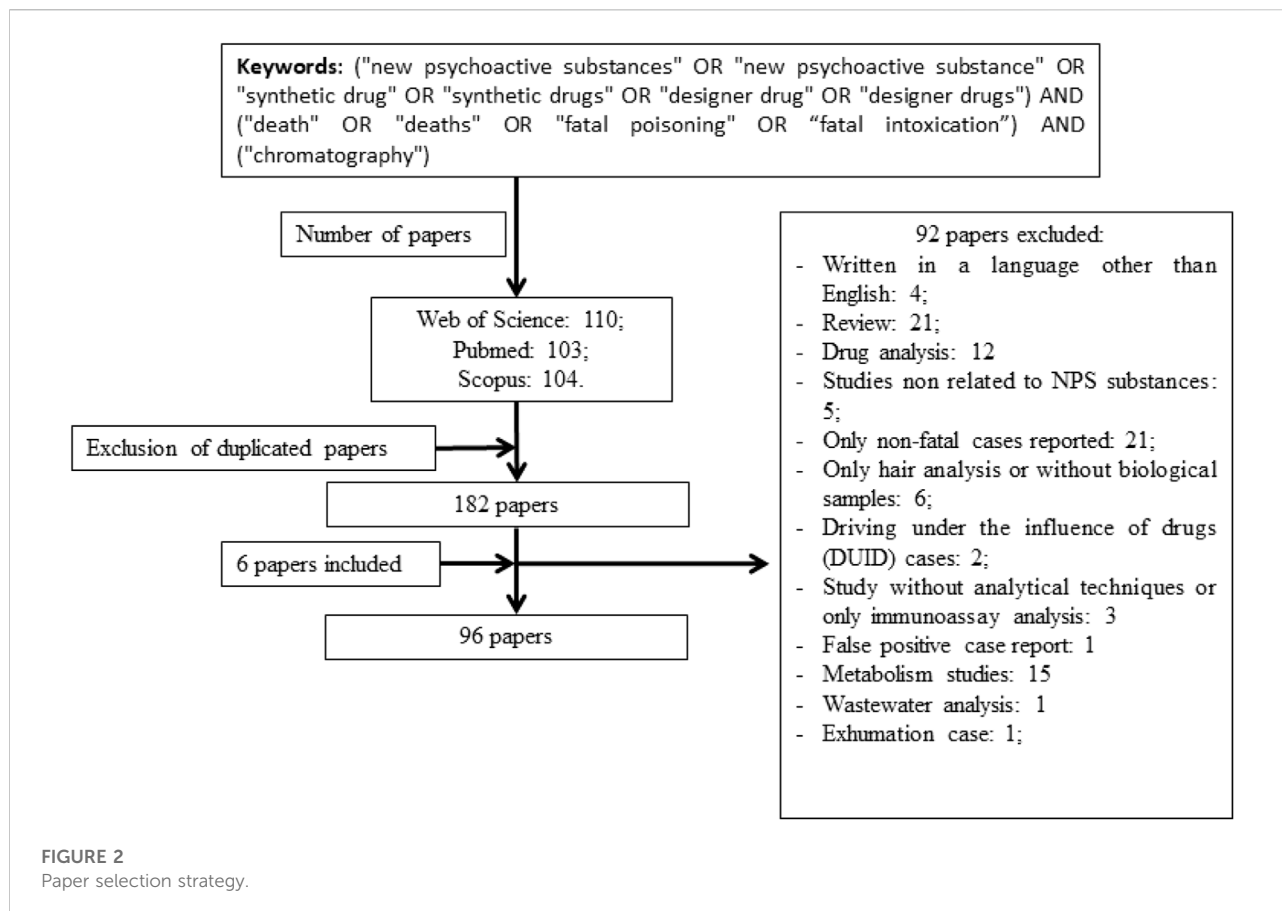 Keywords: ("new psychoactive substances" OR "new psychoactive substance" OR
"synthetic drug" OR "synthetic drugs" OR "designer drug" OR "designer drugs") AND
("death" OR "deaths" OR "fatal poisoning" OR “fatal intoxication”) AND
("chromatography")
Number of papers
Web of Science: 110;
Pubmed: 103;
Scopus: 104.
Exclusion of duplicated papers
182 papers
6 papers included
96 papers
92 papers excluded:
- Written in a language other than
English: 4;
- Review: 21;
- Drug analysis: 12
- Studies non related to NPS substances:
5;
- Only non-fatal cases reported: 21;
- Only hair analysis or without biological
samples: 6;
- Driving under the influence of drugs
(DUID) cases: 2;
- Study without analytical techniques or
only immunoassay analysis: 3
- False positive case report: 1
- Metabolism studies: 15
- Wastewater analysis: 1
- Exhumation case: 1;
FIGURE 2
Paper selection strategy.